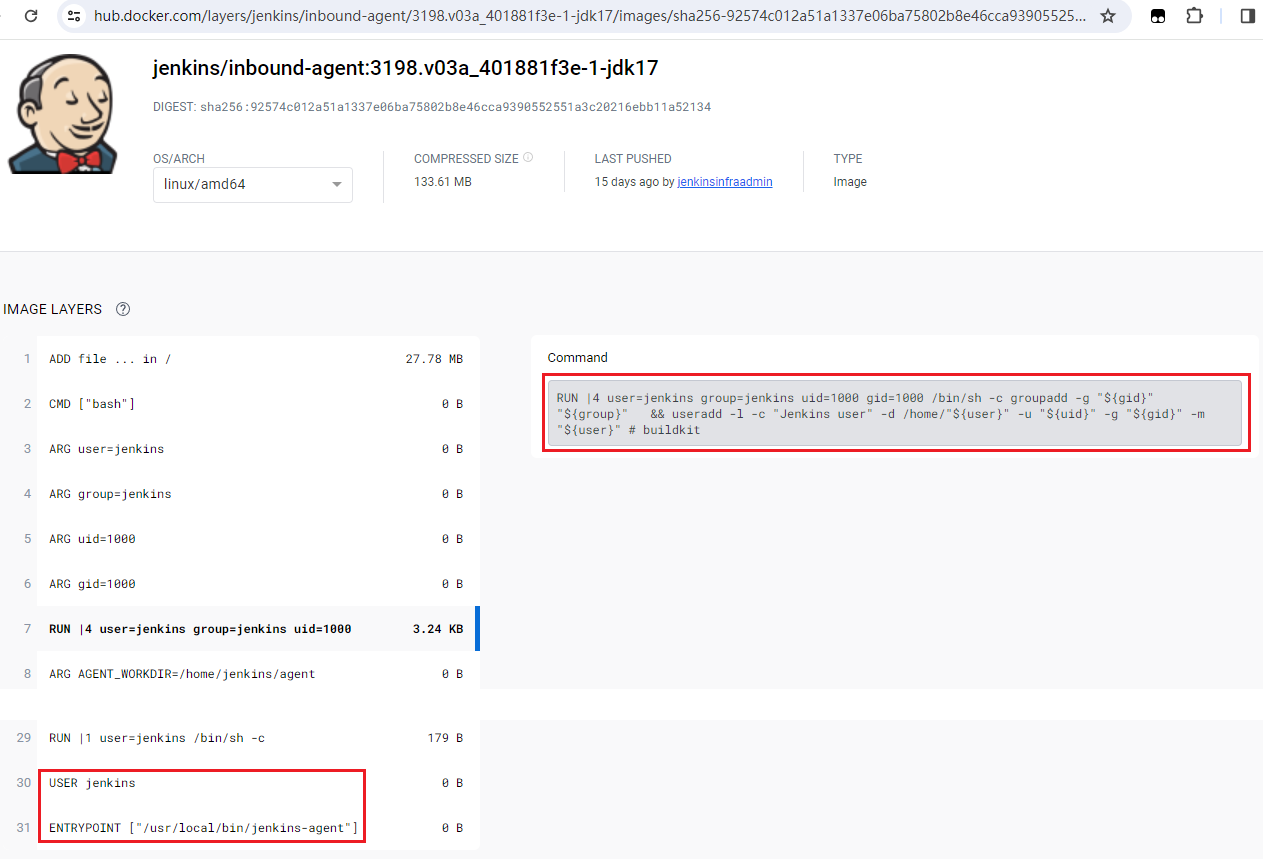 hub.docker.com/layers/jenkins/inbound-agent/3198.v03a_401881f3e-1-jdk17/images/sha256-92574c012a51a1337e06ba75802b8e46cca93905525...
jenkins/inbound-agent:3198.v03a_401881f3e-1-jdk17
DIGEST: sha256:92574c012a51a1337e06ba75802b8e46cca9390552551a3c20216ebb11a52134
OS/ARCH
linux/amd64
COMPRESSED SIZE
133.61 MB
LAST PUSHED
15 days ago by jenkinsinfraadmin
TYPE
Image
IMAGE LAYERS
1 ADD file ... in / 27.78 MB
2 CMD ["bash"] 0 B
3 ARG user=jenkins 0 B
4 ARG group=jenkins 0 B
5 ARG uid=1000 0 B
6 ARG gid=1000 0 B
7 RUN |4 user=jenkins group=jenkins uid=1000 3.24 KB
8 ARG AGENT_WORKDIR=/home/jenkins/agent 0 B
29 RUN |1 user=jenkins /bin/sh -c 179 B
30 USER jenkins 0 B
31 ENTRYPOINT ["/usr/local/bin/jenkins-agent"] 0 B
Command
RUN |4 user=jenkins group=jenkins uid=1000 gid=1000 /bin/sh -c groupadd -g "${gid}"
"${group}"   && useradd -l -c "Jenkins user" -d /home/"${user}" -u "${uid}" -g "${gid}" -m
"${user}" # buildkit